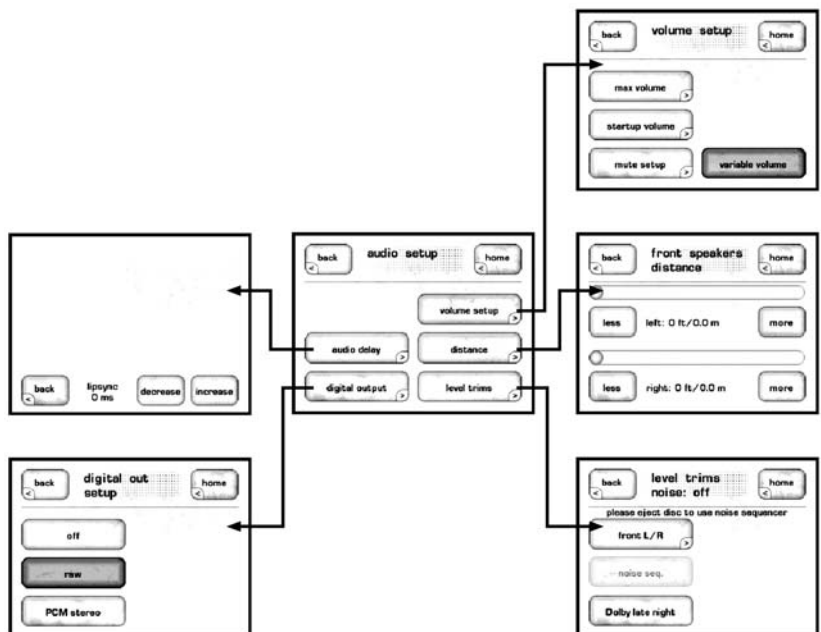 back
volume setup
home
max volume
startup volume
mute setup
variable volume
back
lipsync
0 ms
decrease
increase
back
audio setup
home
volume setup
audio delay
distance
digital output
level trims
back
front speakers
distance
home
less
left: 0 ft/0.0 m
more
less
right: 0 ft/0.0 m
more
back
digital out
setup
home
off
raw
PCM stereo
back
level trims
noise: off
home
please eject disc to use noise sequencer
front L/R
noise seq.
Dolby late night